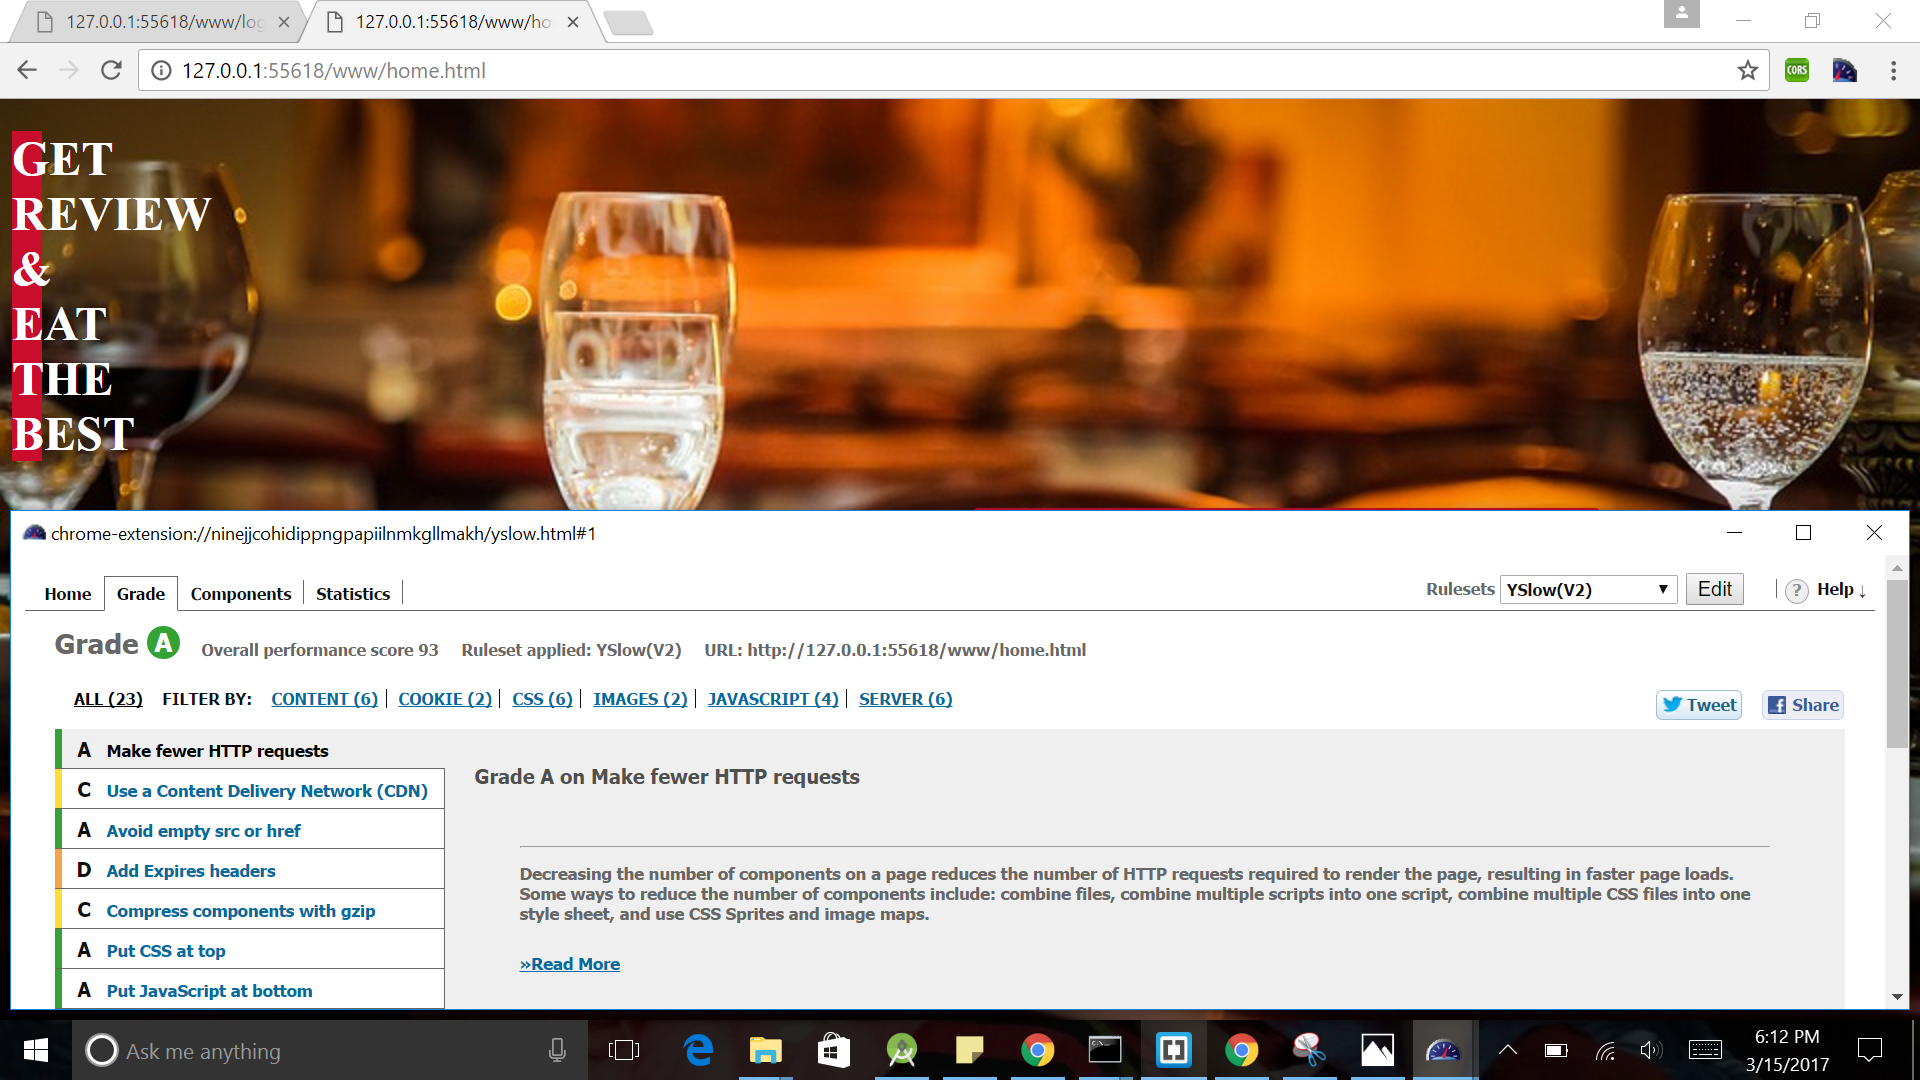 127.0.0.1:55618/www/log
127.0.0.1:55618/www/ho
127.0.0.1:55618/www/home.html
CORS
GET
REVIEW
&
EAT
THE
BEST
chrome-extension://ninejjcohidippngpapiilnmkgllmakh/yslow.html#1
Home Grade Components Statistics
Rulesets YSlow(V2) Edit ? Help ↓
Grade A Overall performance score 93 Ruleset applied: YSlow(V2) URL: http://127.0.0.1:55618/www/home.html
ALL (23) FILTER BY: CONTENT (6) COOKIE (2) CSS (6) IMAGES (2) JAVASCRIPT (4) SERVER (6)
Tweet Share
A Make fewer HTTP requests
C Use a Content Delivery Network (CDN)
A Avoid empty src or href
D Add Expires headers
C Compress components with gzip
A Put CSS at top
A Put JavaScript at bottom
Grade A on Make fewer HTTP requests
Decreasing the number of components on a page reduces the number of HTTP requests required to render the page, resulting in faster page loads.
Some ways to reduce the number of components include: combine files, combine multiple scripts into one script, combine multiple CSS files into one
style sheet, and use CSS Sprites and image maps.
»Read More
Ask me anything
6:12 PM
3/15/2017